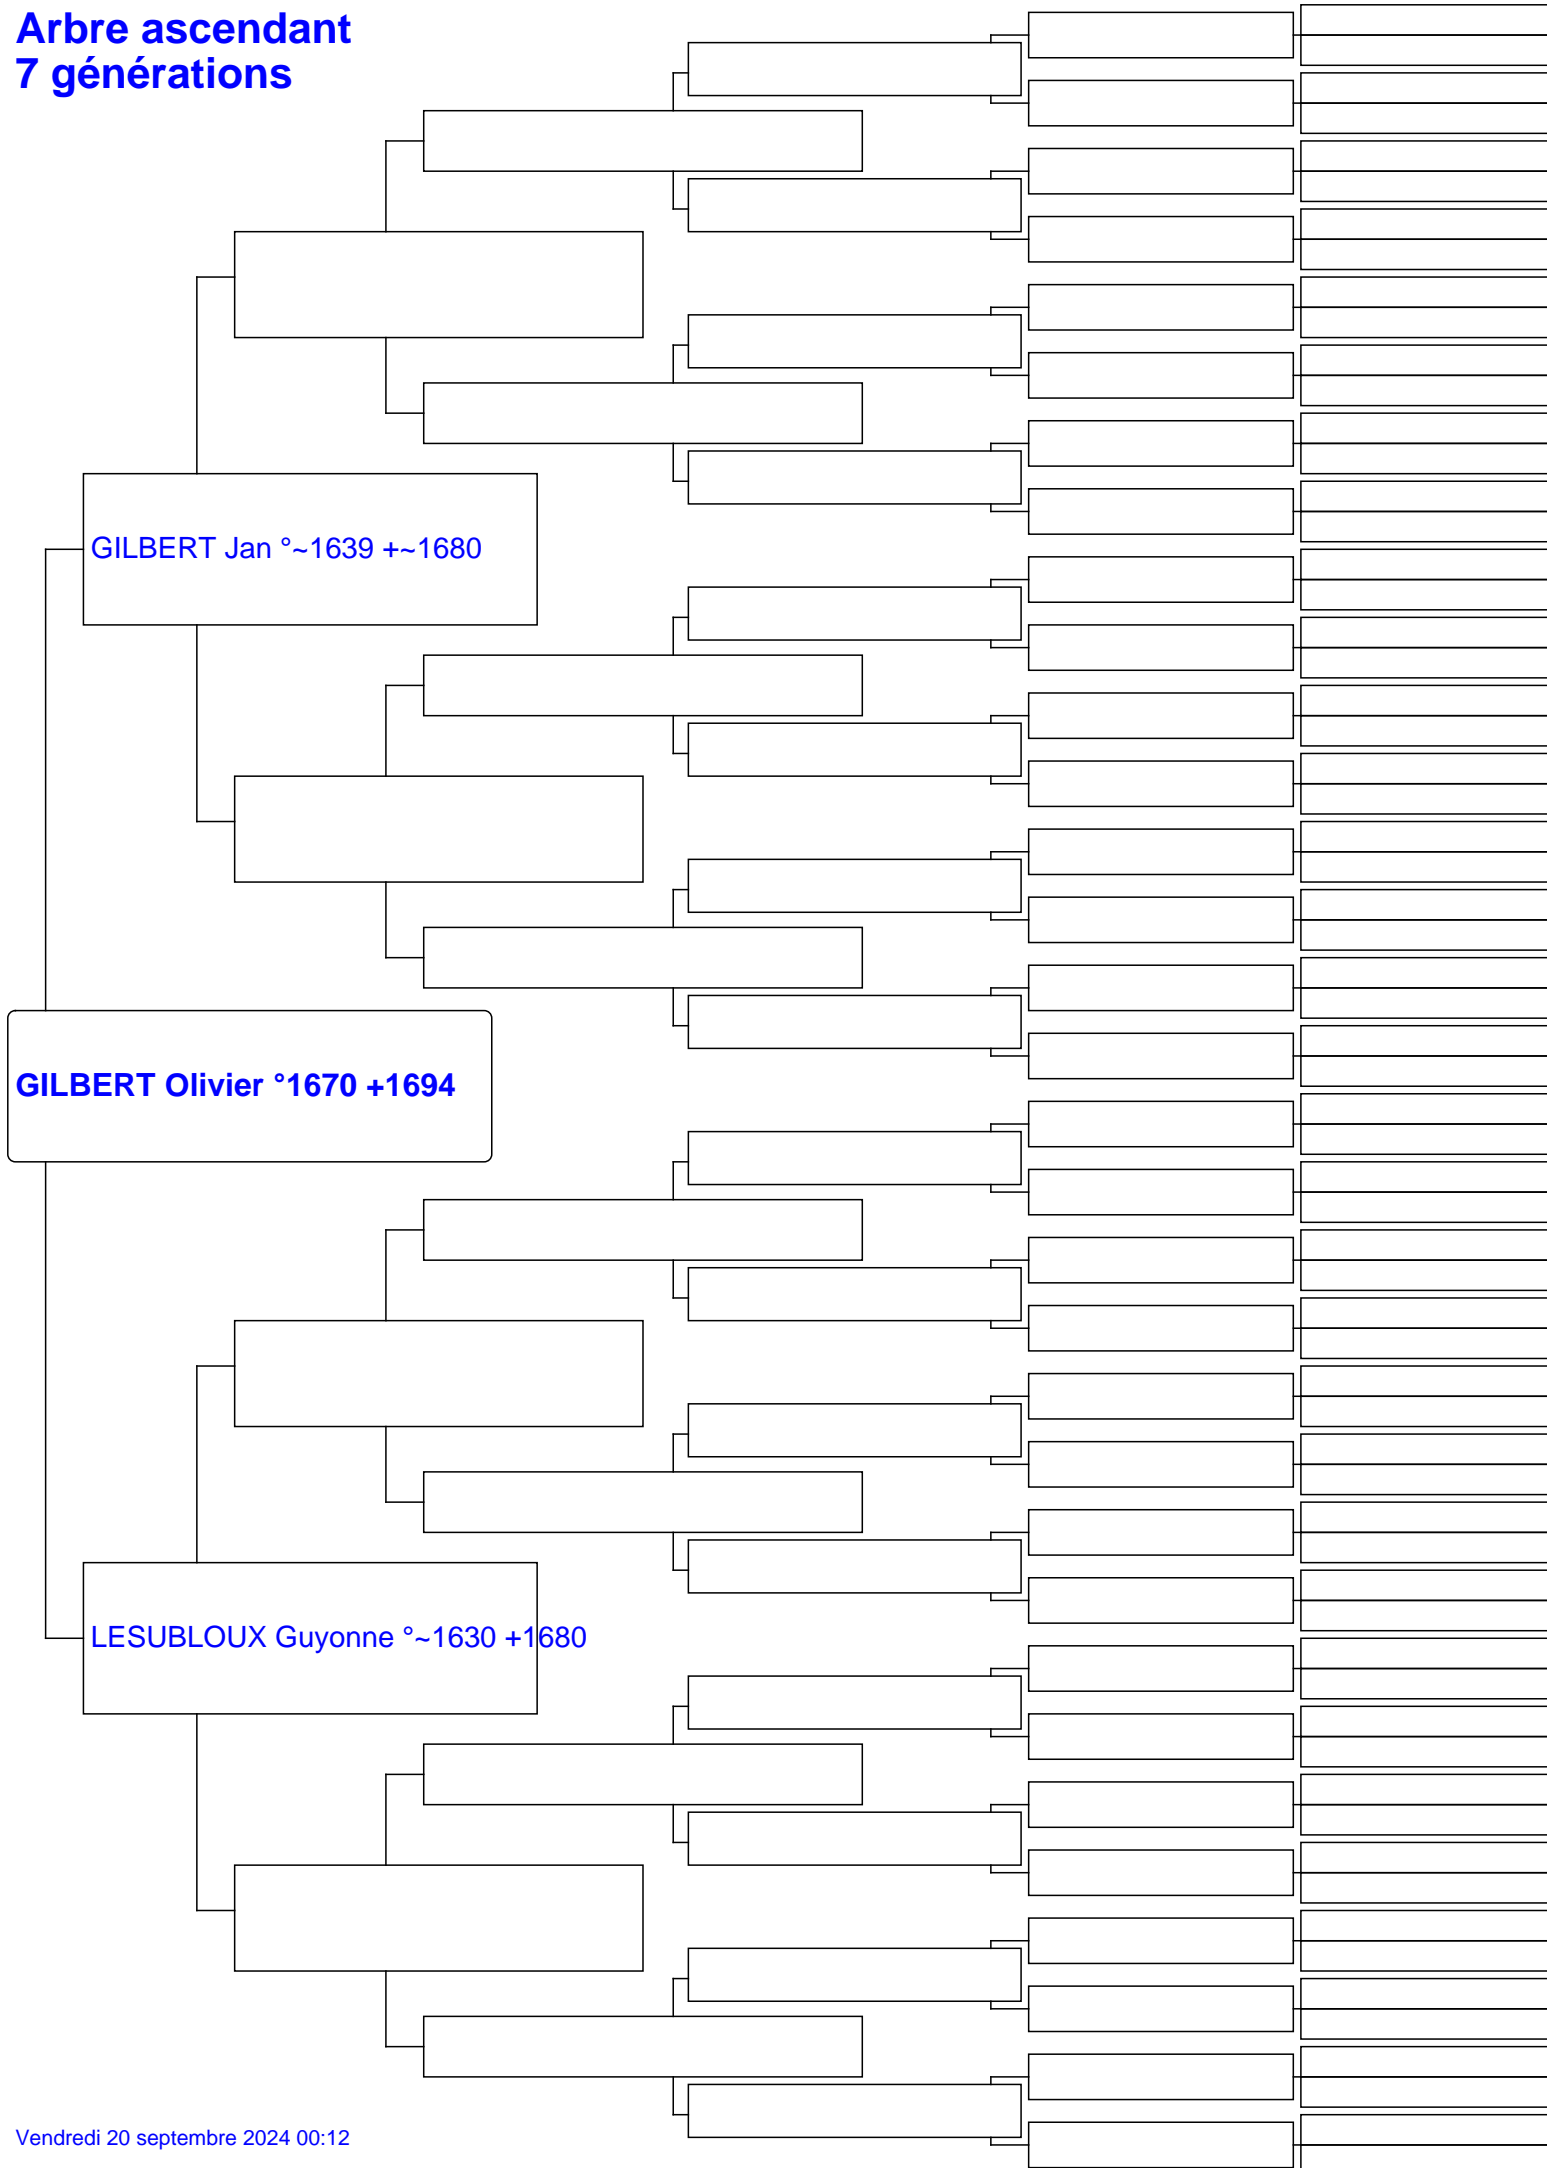 Arbre ascendant
7 générations
GILBERT Jan °~1639 +~1680
GILBERT Olivier °1670 +1694
LESUBLOUX Guyonne °~1630 +1680
Vendredi 20 septembre 2024 00:12